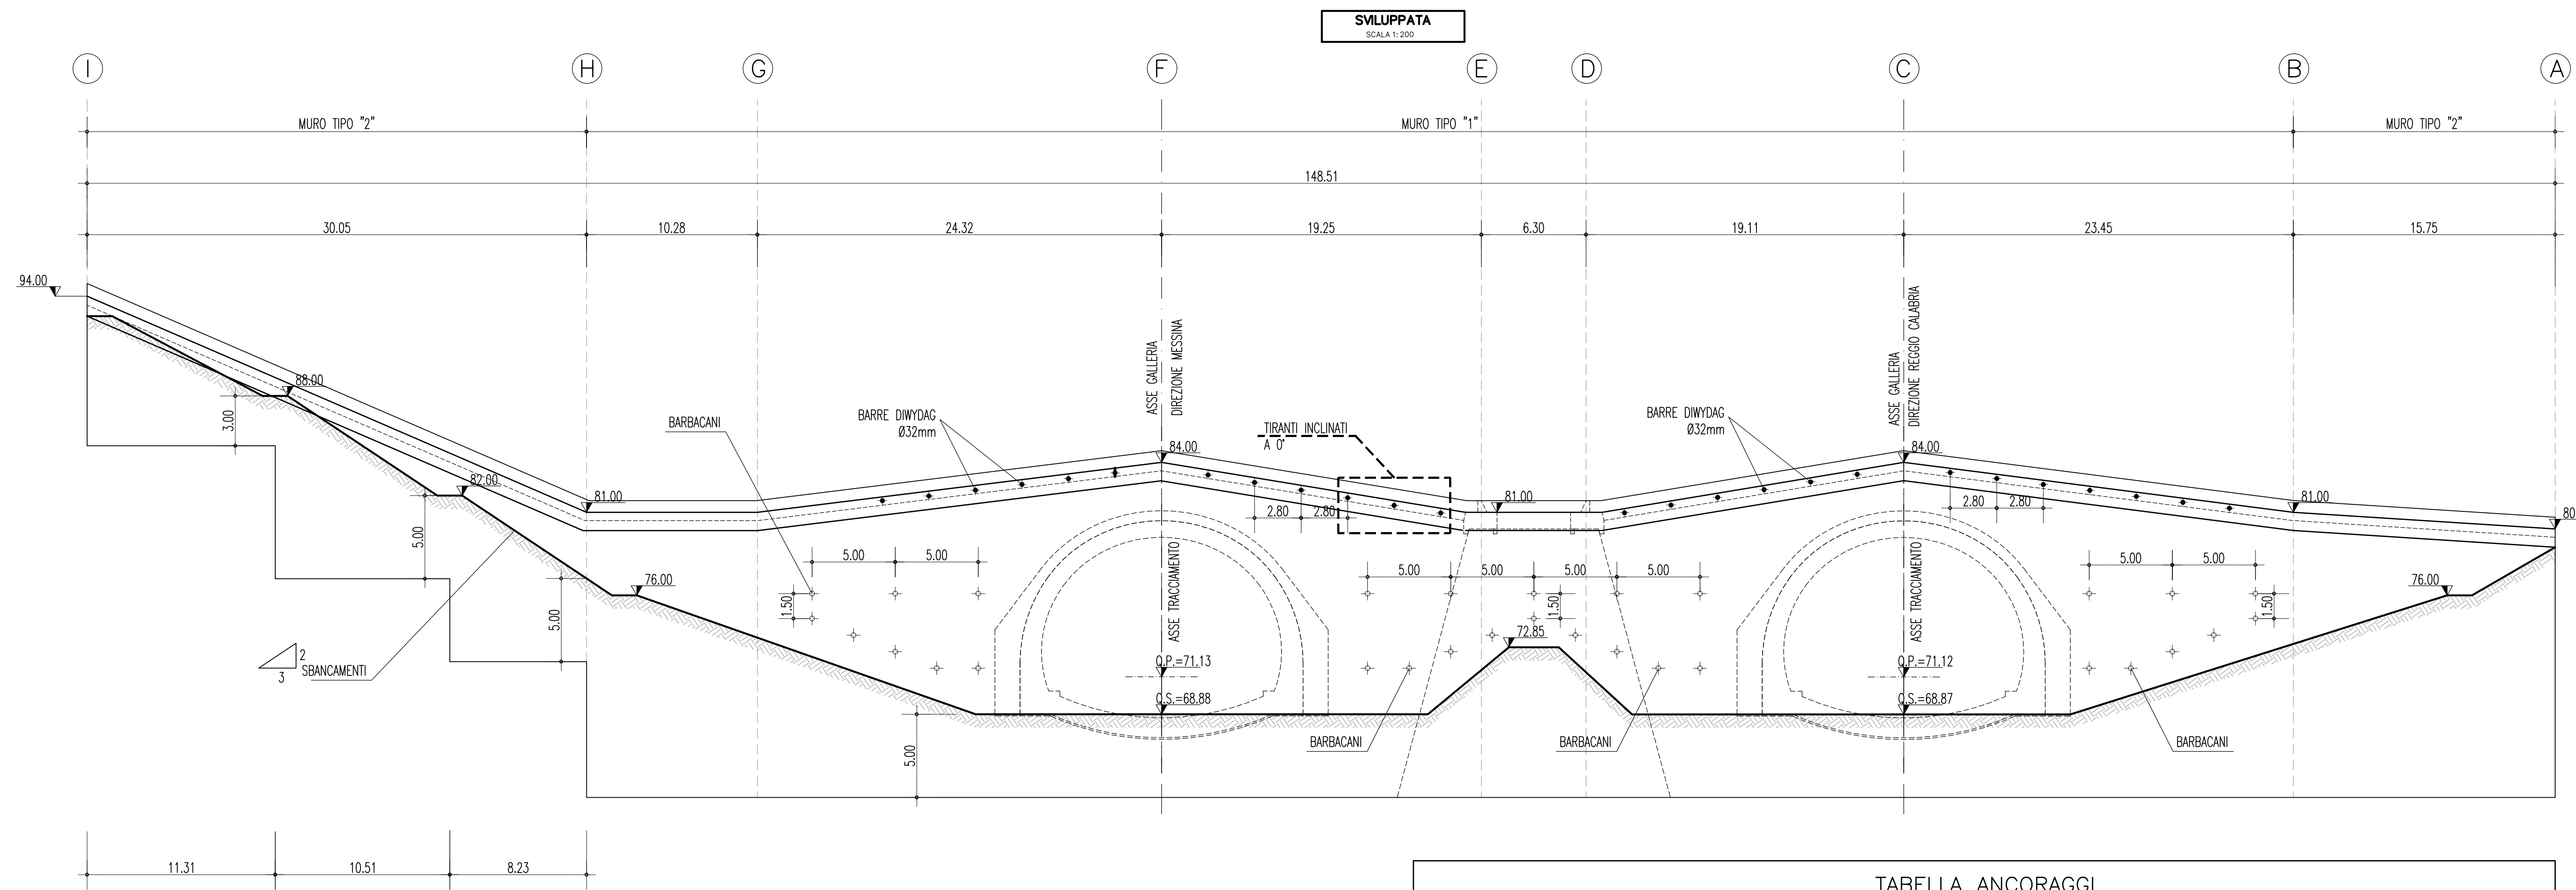 SVILUPPATA
SCALA 1: 200
I H G F E D C B A
MURO TIPO "2" MURO TIPO "1" MURO TIPO "2"
148.51
30.05 10.28 24.32 19.25 6.30 19.11 23.45 15.75
94.00
88.00
3.00
BARBACANI
BARRE DIWYDAG
Ø32mm
ASSE GALLERIA
DIREZIONE MESSINA
TIRANTI INCLINATI
A 0°
BARRE DIWYDAG
Ø32mm
ASSE GALLERIA
DIREZIONE REGGIO CALABRIA
84.00
84.00
82.00
81.00
81.00
81.00
80
2.80 2.80
2.80 2.80
5.00
5.00 5.00
5.00 5.00 5.00 5.00
5.00 5.00
76.00
76.00
1.50
1.50
1.50
5.00
ASSE TRACCIAMENTO
ASSE TRACCIAMENTO
72.85
2
3
SBANCAMENTI
Q.P.=71.13
Q.P.=71.12
Q.S.=68.88
Q.S.=68.87
5.00
BARBACANI
BARBACANI
BARBACANI
11.31 10.51 8.23
TABELLA ANCORAGGI